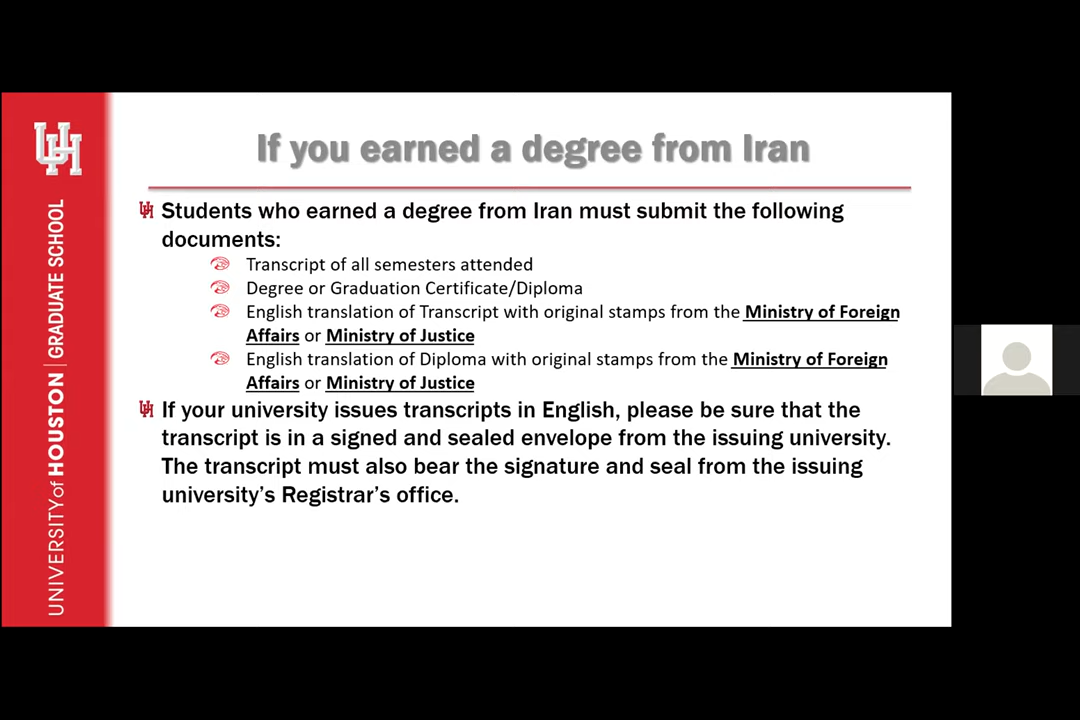 If you earned a degree from Iran
Students who earned a degree from Iran must submit the following
documents:
Transcript of all semesters attended
Degree or Graduation Certificate/Diploma
English translation of Transcript with original stamps from the Ministry of Foreign
Affairs or Ministry of Justice
English translation of Diploma with original stamps from the Ministry of Foreign
Affairs or Ministry of Justice
If your university issues transcripts in English, please be sure that the
transcript is in a signed and sealed envelope from the issuing university.
The transcript must also bear the signature and seal from the issuing
university’s Registrar’s office.
UNIVERSITY of HOUSTON | GRADUATE SCHOOL